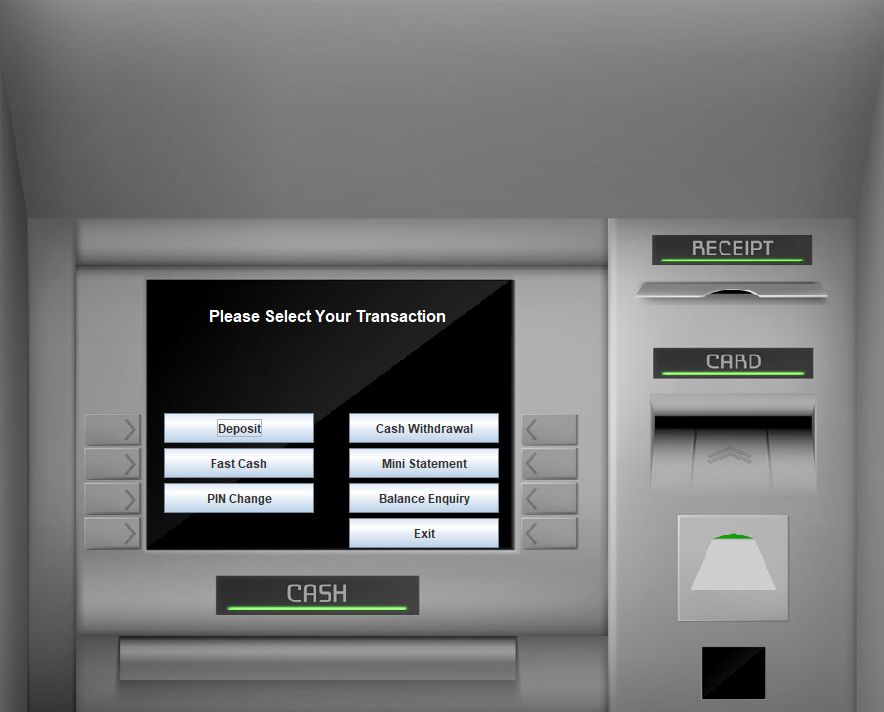 RECEIPT
Please Select Your Transaction
CARD
Deposit
Cash Withdrawal
Fast Cash
Mini Statement
PIN Change
Balance Enquiry
Exit
CASH